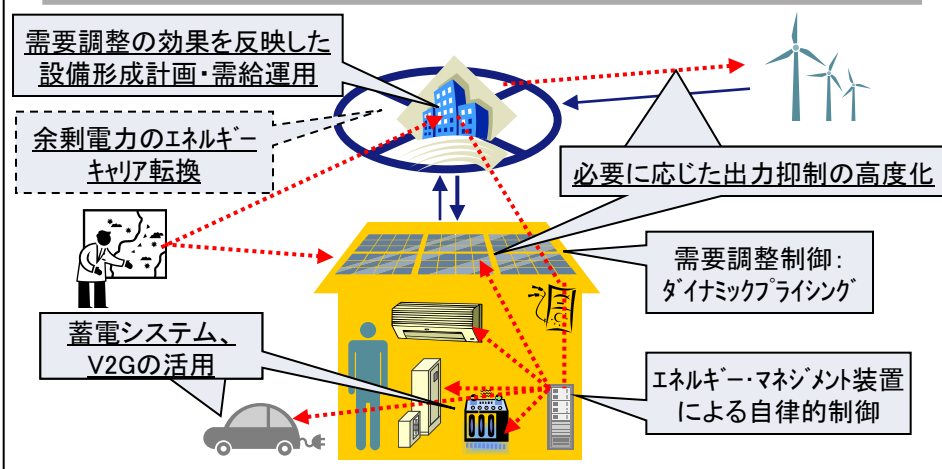 需要調整の効果を反映した
設備形成計画・需給運用
余剰電力のｴﾈﾙｷﾞｰ
ｷｬﾘｱ転換
必要に応じた出力抑制の高度化
需要調整制御：
ﾀﾞｲﾅﾐｯｸﾌﾟﾗｲｼﾝｸﾞ
蓄電システム、
V2Gの活用
ｴﾈﾙｷﾞｰ・ﾏﾈｼﾞﾒﾝﾄ装置
による自律的制御